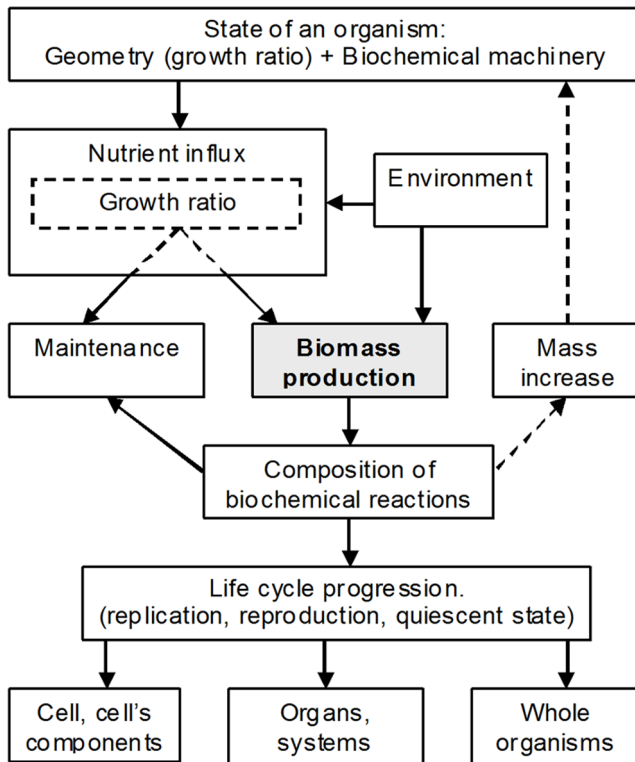 State of an organism:
Geometry (growth ratio) + Biochemical machinery
Nutrient influx
Growth ratio
Environment
Maintenance
Biomass
production
Mass
increase
Composition of
biochemical reactions
Life cycle progression.
(replication, reproduction, quiescent state)
Cell, cell's
components
Organs,
systems
Whole
organisms